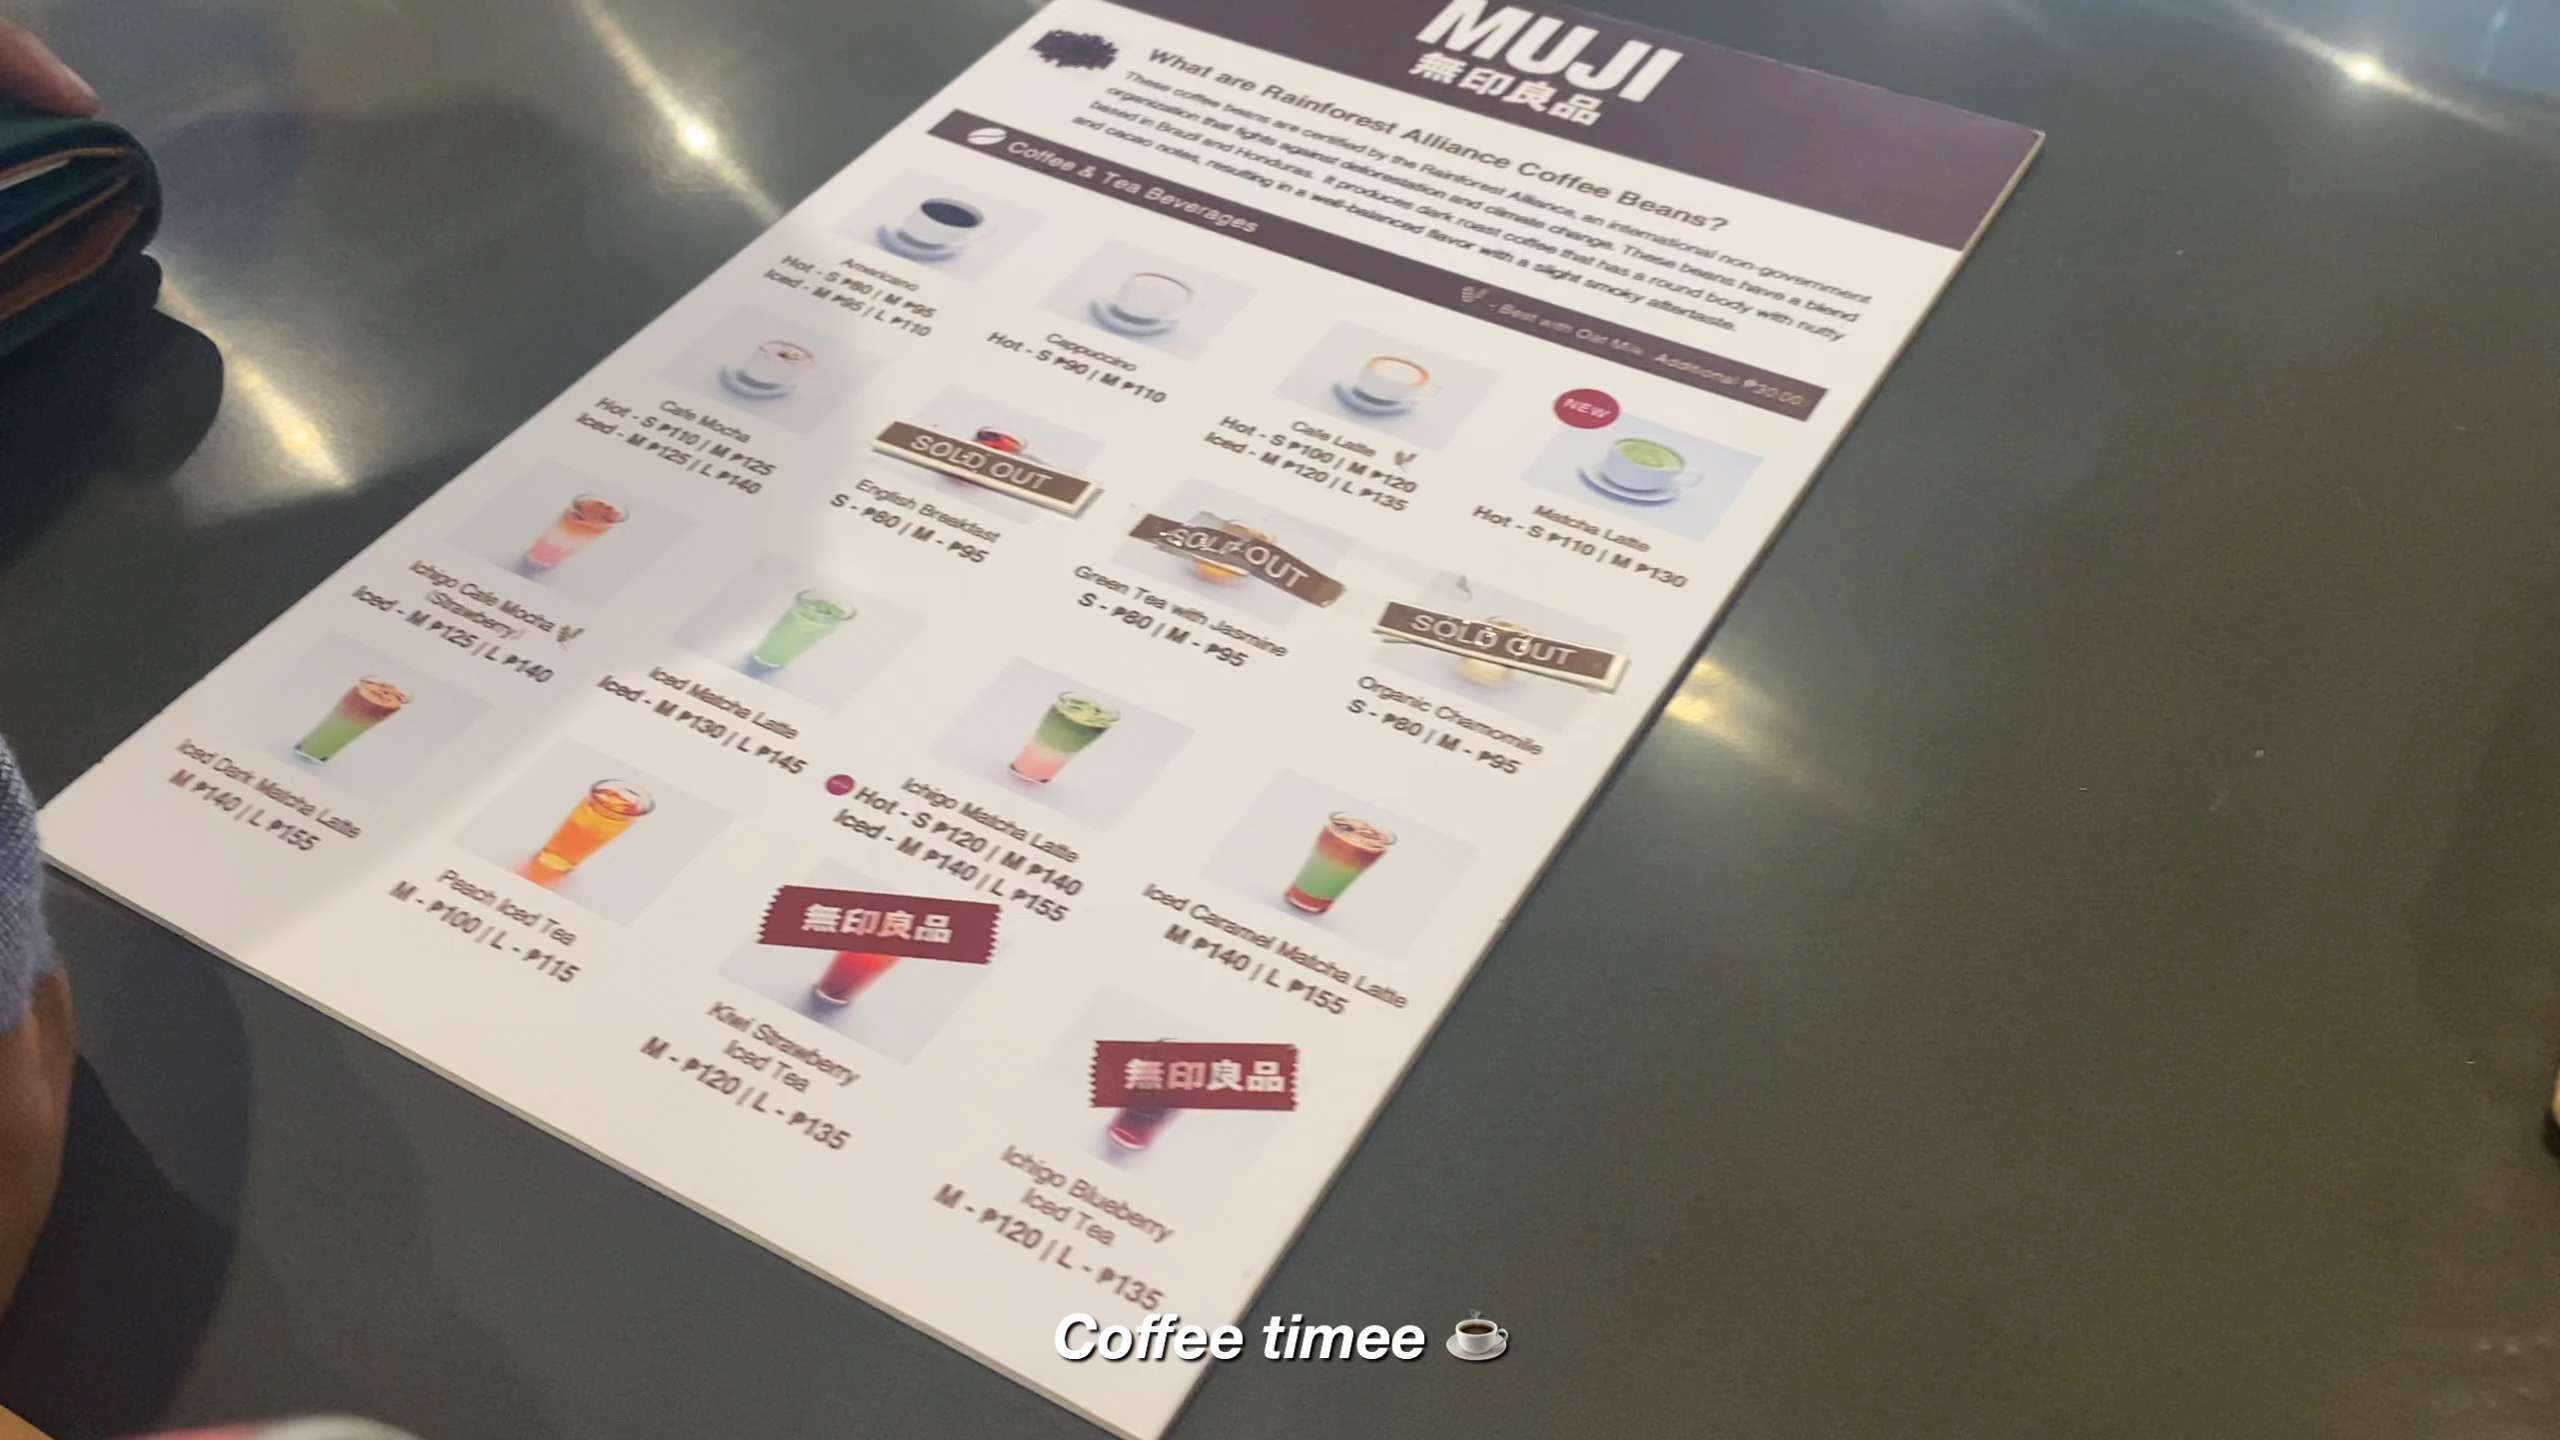 MUJI
無印良品
What are Rainforest Alliance Coffee Beans?
These coffee beans are certified by the Rainforest Alliance, an international non-government
organization that fights against deforestation and climate change. These beans have a blend
based in Brazil and Honduras. It produces dark roast coffee that has a round body with nutty
and cacao notes, resulting in a well-balanced flavor with a slight smoky aftertaste.
Coffee & Tea Beverages
- Best with Oat Milk - Additional ₱30.00
Americano
Hot - S ₱80 | M ₱95
Iced - M ₱95 | L ₱110
Cappuccino
Hot - S ₱90 | M ₱110
Cafe Latte
Hot - S ₱100 | M ₱120
Iced - M ₱120 | L ₱135
NEW
Matcha Latte
Hot - S ₱110 | M ₱130
Cafe Mocha
Hot - S ₱110 | M ₱125
Iced - M ₱125 | L ₱140
SOLD OUT
English Breakfast
S - ₱80 | M - ₱95
SOLD OUT
Green Tea with Jasmine
S - ₱80 | M - ₱95
SOLD OUT
Organic Chamomile
S - ₱80 | M - ₱95
Ichigo Cafe Mocha
(Strawberry)
Iced - M ₱125 | L ₱140
Iced Matcha Latte
Iced - M ₱130 | L ₱145
Ichigo Matcha Latte
Hot - S ₱120 | M ₱140
Iced - M ₱140 | L ₱155
Iced Caramel Matcha Latte
M ₱140 | L ₱155
Iced Dark Matcha Latte
M ₱140 | L ₱155
Peach Iced Tea
M - ₱100 | L - ₱115
無印良品
Kiwi Strawberry
Iced Tea
M - ₱120 | L - ₱135
無印良品
Ichigo Blueberry
Iced Tea
M - ₱120 | L - ₱135
Coffee timee ☕